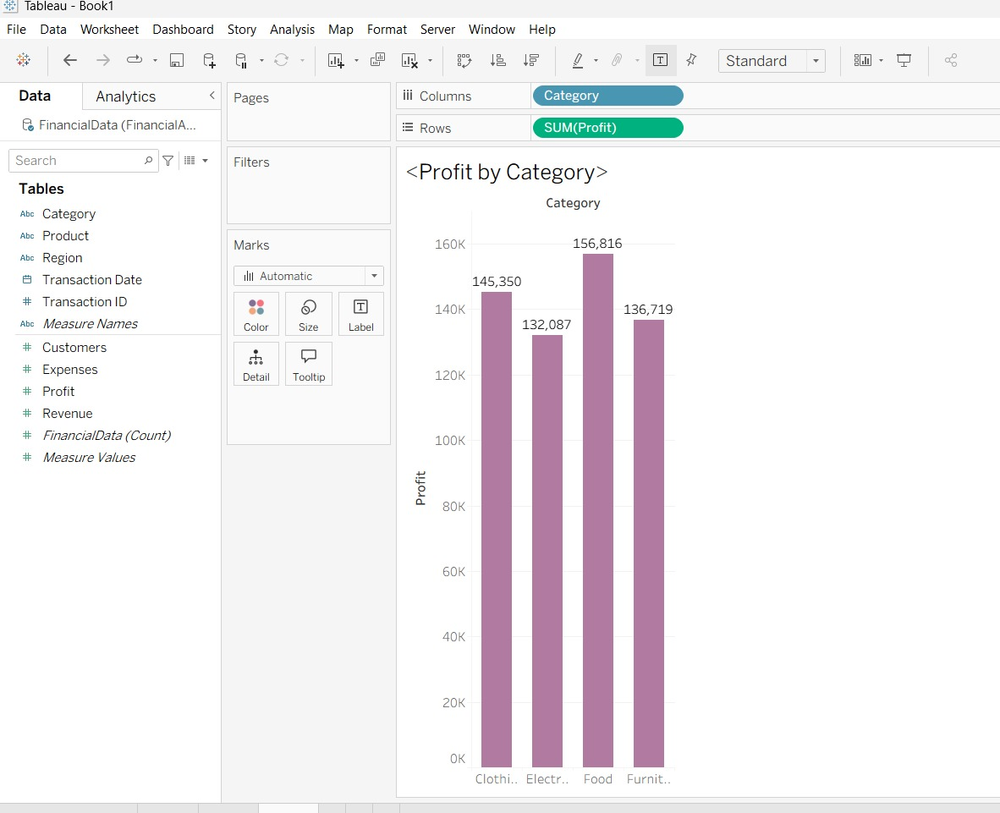 Tableau - Book1
File Data Worksheet Dashboard Story Analysis Map Format Server Window Help
Standard
Data Analytics
FinancialData (FinancialA...
Search
Tables
Abc Category
Abc Product
Abc Region
Transaction Date
# Transaction ID
Abc Measure Names
# Customers
# Expenses
# Profit
# Revenue
# FinancialData (Count)
# Measure Values
Pages
Filters
Marks
Automatic
Color Size Label
Detail Tooltip
Columns Category
Rows SUM(Profit)
<Profit by Category>
Category
Profit
160K
140K
120K
100K
80K
60K
40K
20K
0K
145,350
132,087
156,816
136,719
Clothi.. Electr.. Food Furnit..